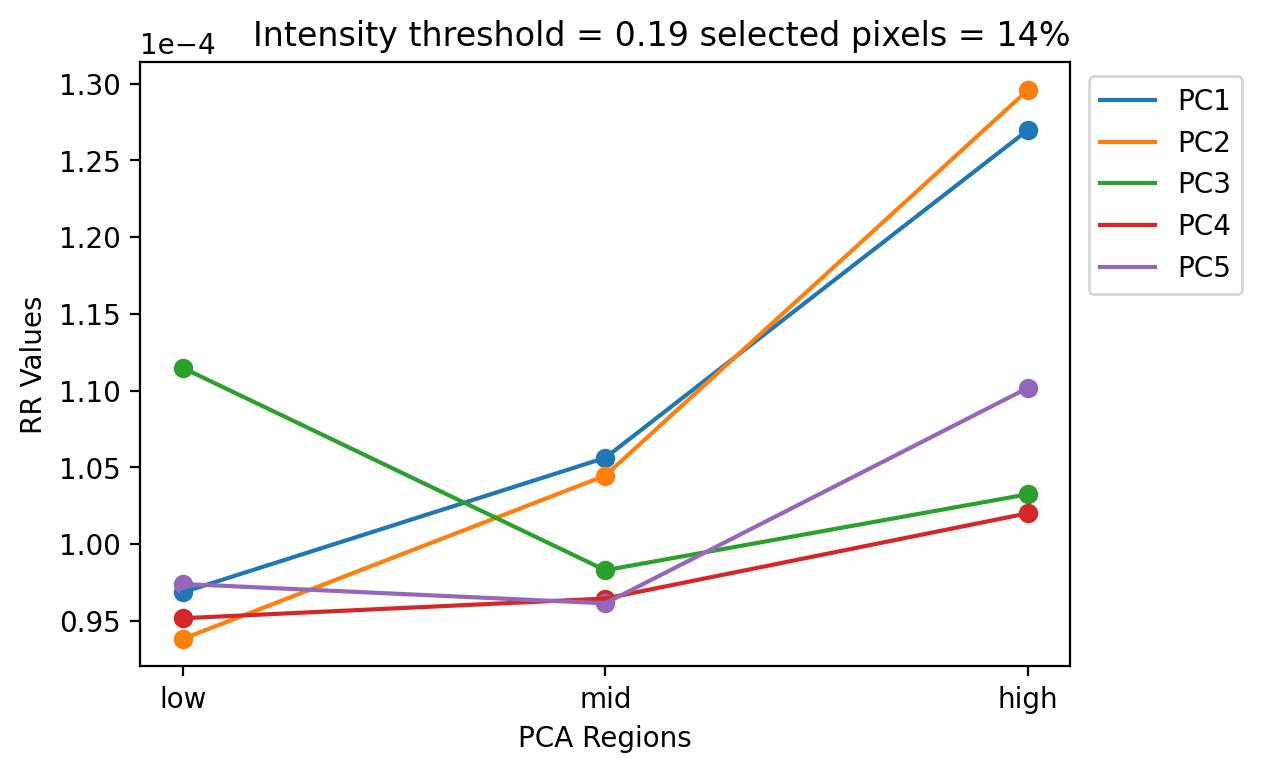 Intensity threshold = 0.19 selected pixels = 14%
1e−4
1.30
1.25
1.20
1.15
1.10
1.05
1.00
0.95
RR Values
low
mid
high
PCA Regions
PC1
PC2
PC3
PC4
PC5